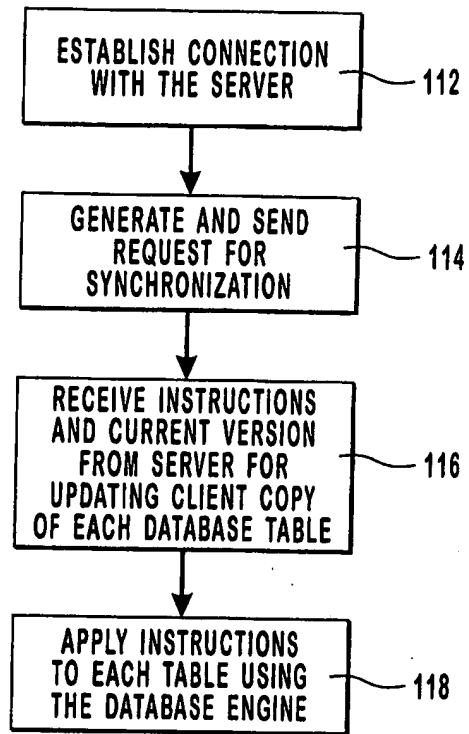 ESTABLISH CONNECTION
WITH THE SERVER
112
GENERATE AND SEND
REQUEST FOR
SYNCHRONIZATION
114
RECEIVE INSTRUCTIONS
AND CURRENT VERSION
FROM SERVER FOR
UPDATING CLIENT COPY
OF EACH DATABASE TABLE
116
APPLY INSTRUCTIONS
TO EACH TABLE USING
THE DATABASE ENGINE
118